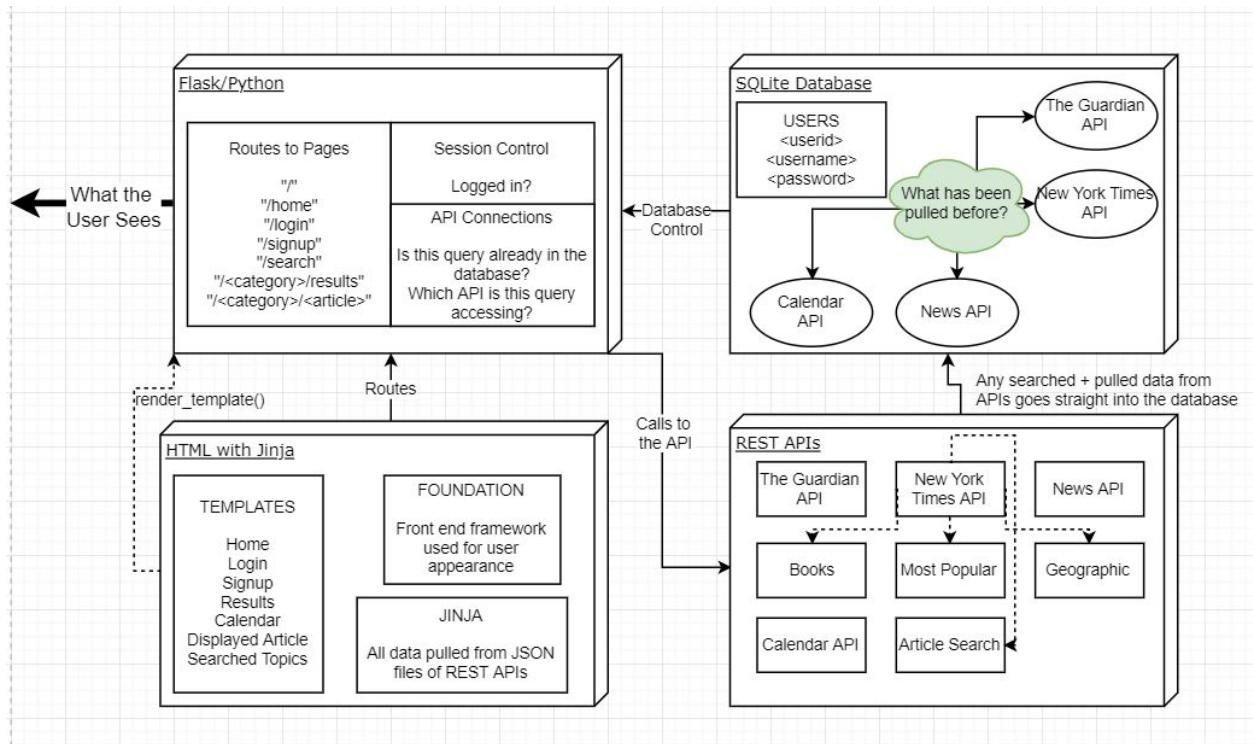 Flask/Python
Routes to Pages
"/"
"/home"
"/login"
"/signup"
"/search"
"/<category>/results"
"/<category>/<article>"
Session Control
Logged in?
API Connections
Is this query already in the
database?
Which API is this query
accessing?
What the
User Sees
SQLite Database
USERS
<userid>
<username>
<password>
What has been
pulled before?
The Guardian
API
New York Times
API
Calendar
API
News API
Database
Control
render_template()
Routes
Calls to
the API
Any searched + pulled data from
APIs goes straight into the database
HTML with Jinja
TEMPLATES
Home
Login
Signup
Results
Calendar
Displayed Article
Searched Topics
FOUNDATION
Front end framework
used for user
appearance
JINJA
All data pulled from JSON
files of REST APIs
REST APIs
The Guardian
API
New York
Times API
News API
Books
Most Popular
Geographic
Calendar API
Article Search